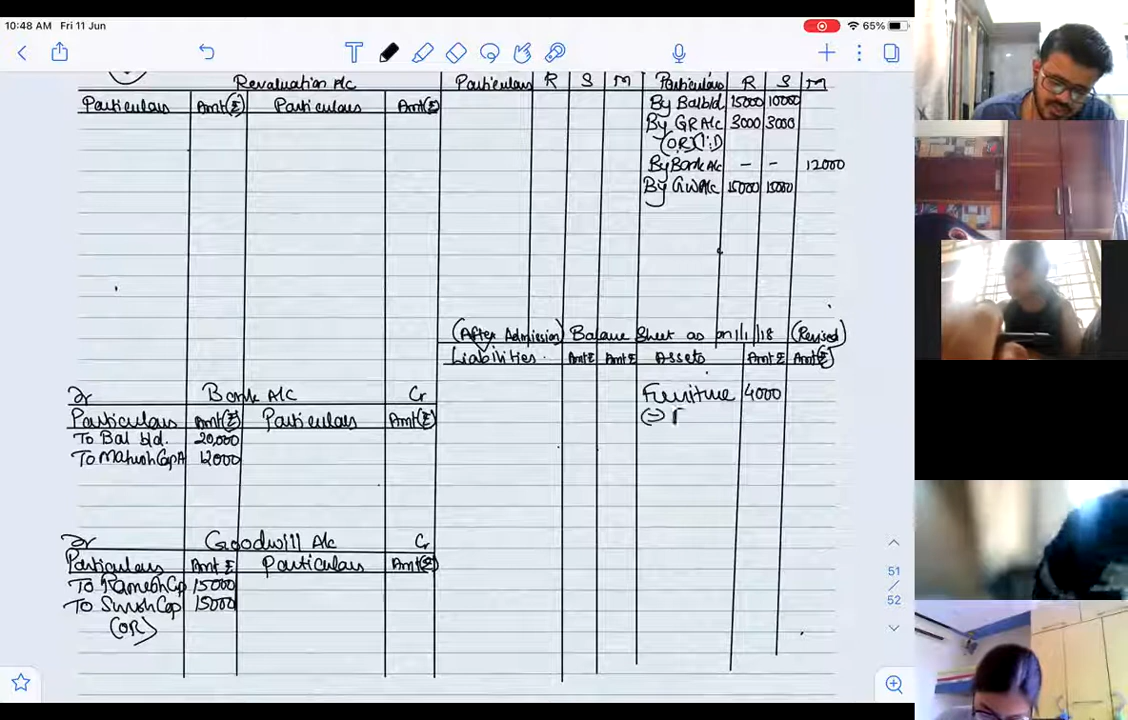 10:48 AM Fri 11 Jun 65%
Revaluation A/c
Particulars Amt(₹) Particulars Amt(₹)
Particulars R S M Particulars R S M
By Bal b/d. 15000 10000
By GR A/c 3000 3000
(OR)(1:1)
By Bank A/c - - 12000
By GW A/c 15000 15000
(After Admission) Balance Sheet as on 1/1/18 (Revised)
Liabilities. Amt ₹ Amt ₹ Assets Amt ₹ Amt(₹)
Furniture 4000
(-)
Dr Bank A/c Cr
Particulars Amt(₹) Particulars Amt(₹)
To Bal b/d. 20,000
To Mahesh Cap A 12000
Dr Goodwill A/c Cr
Particulars Amt ₹ Particulars Amt(₹)
To Ramesh Cap 15000
To Suresh Cap 15000
(OR)
51
/
52